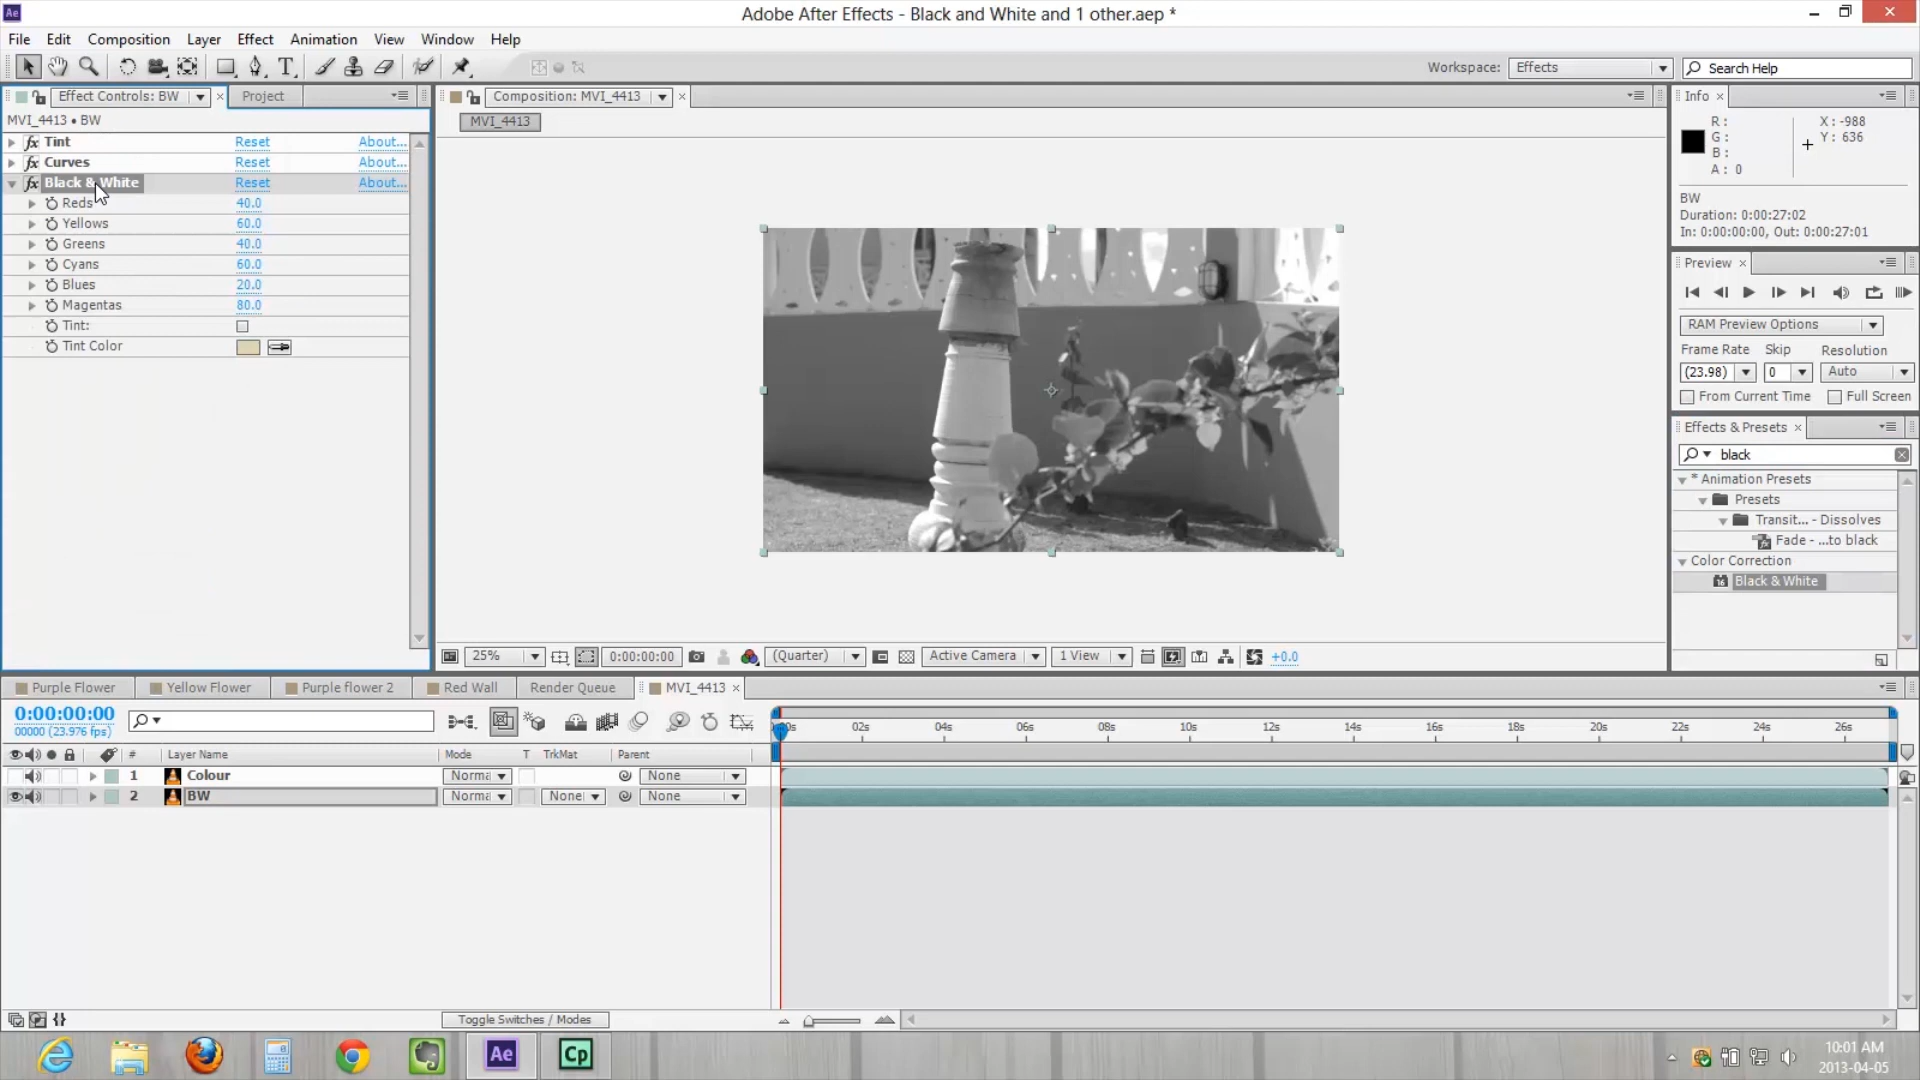 Ae
Adobe After Effects - Black and White and 1 other.aep *
File Edit Composition Layer Effect Animation View Window Help
Workspace: Effects Search Help
Effect Controls: BW Project
MVI_4413 • BW
fx Tint Reset About...
fx Curves Reset About...
fx Black & White Reset About...
Reds 40.0
Yellows 60.0
Greens 40.0
Cyans 60.0
Blues 20.0
Magentas 80.0
Tint:
Tint Color
Composition: MVI_4413
MVI_4413
25% 0:00:00:00 (Quarter) Active Camera 1 View +0.0
Info
R: X: -988
G: Y: 636
B:
A: 0
BW
Duration: 0:00:27:02
In: 0:00:00:00, Out: 0:00:27:01
Preview
RAM Preview Options
Frame Rate Skip Resolution
(23.98) 0 Auto
From Current Time Full Screen
Effects & Presets
black
* Animation Presets
Presets
Transit... - Dissolves
Fade - ...to black
Color Correction
16 Black & White
Purple Flower Yellow Flower Purple flower 2 Red Wall Render Queue MVI_4413
0:00:00:00
00000 (23.976 fps)
02s 04s 06s 08s 10s 12s 14s 16s 18s 20s 22s 24s 26s
# Layer Name Mode T TrkMat Parent
1 Colour Norma None
2 BW Norma None None
Toggle Switches / Modes
Ae Cp
10:01 AM
2013-04-05